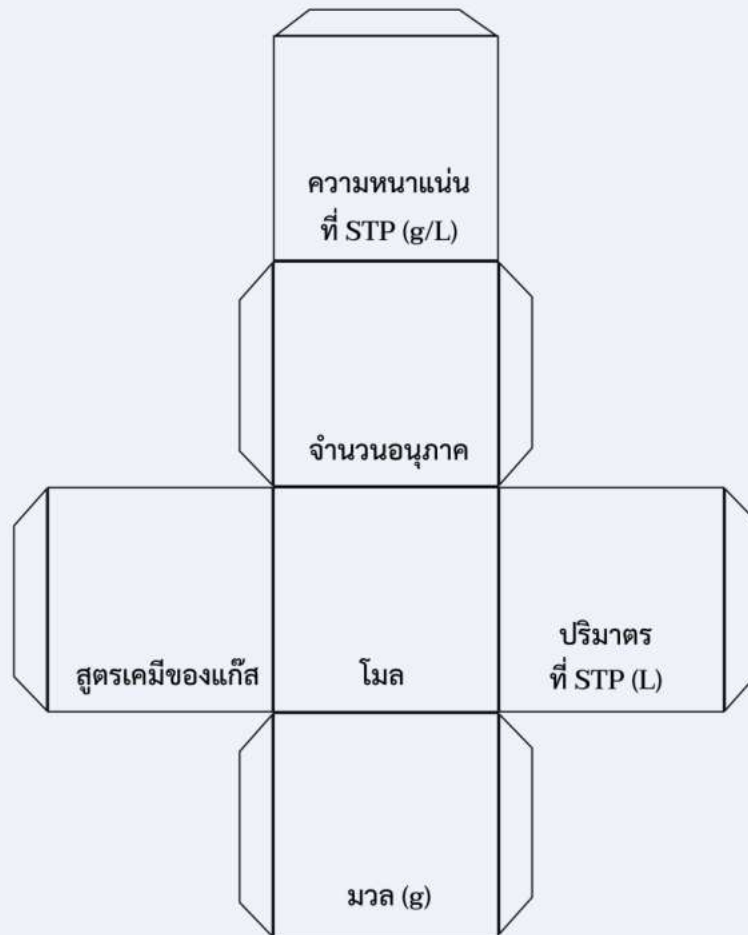 ความหนาแน่น
ที่ STP (g/L)
จำนวนอนุภาค
สูตรเคมีของแก๊ส
โมล
ปริมาตร
ที่ STP (L)
มวล (g)